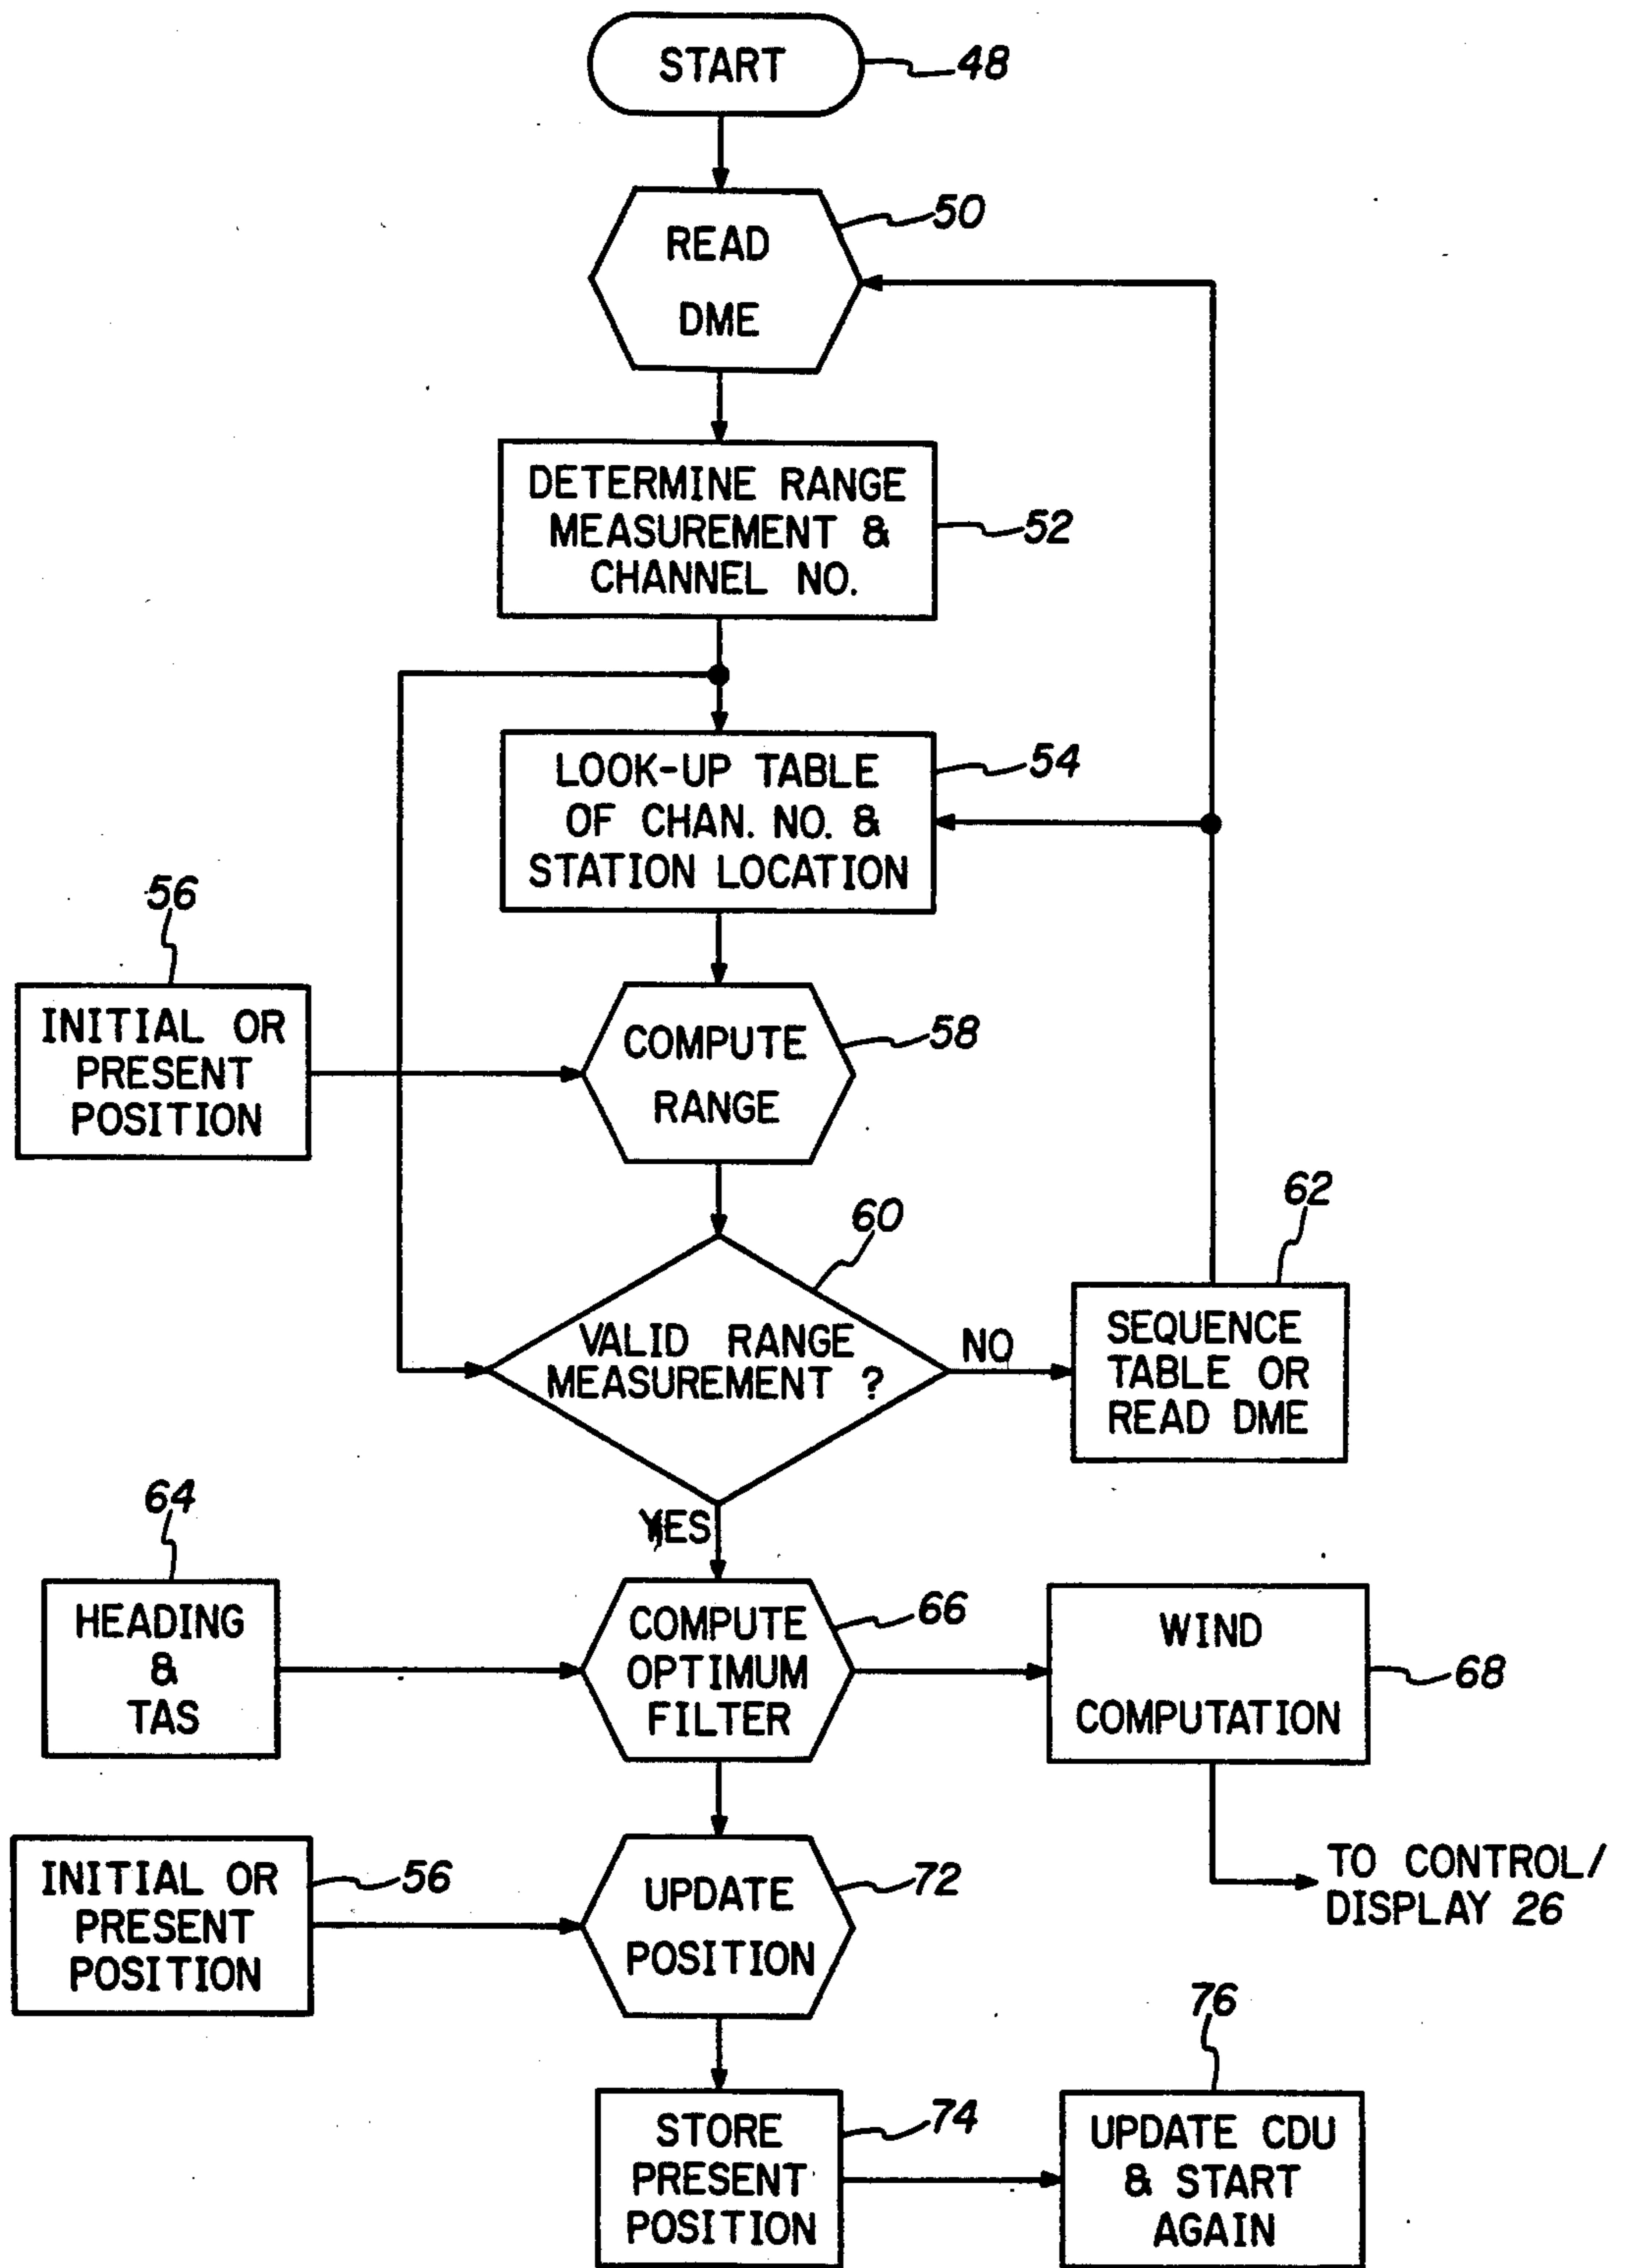 START
48
READ
DME
50
DETERMINE RANGE
MEASUREMENT &
CHANNEL NO.
52
LOOK-UP TABLE
OF CHAN. NO. &
STATION LOCATION
54
56
INITIAL OR
PRESENT
POSITION
COMPUTE
RANGE
58
60
VALID RANGE
MEASUREMENT ?
NO
62
SEQUENCE
TABLE OR
READ DME
YES
64
HEADING
&
TAS
COMPUTE
OPTIMUM
FILTER
66
WIND
COMPUTATION
68
INITIAL OR
PRESENT
POSITION
56
UPDATE
POSITION
72
TO CONTROL/
DISPLAY 26
STORE
PRESENT
POSITION
74
76
UPDATE CDU
& START
AGAIN